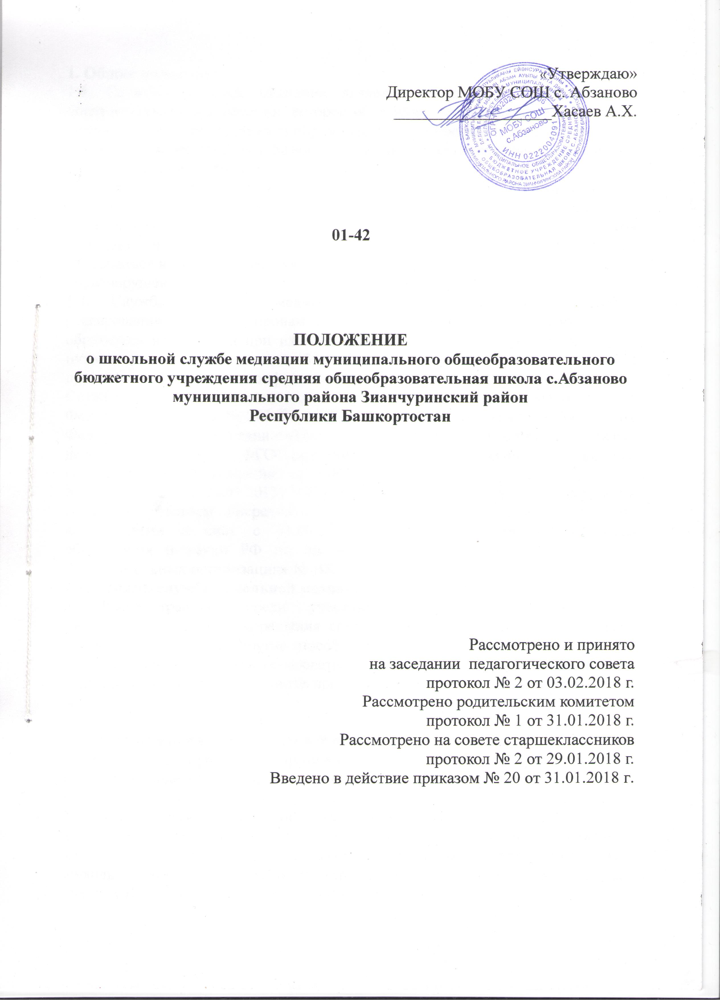 «Утверждаю»
Директор МОБУ СОШ с. Абзаново
Хасаев А.Х.
МОБУ СОШ
с.Абзаново
ИНН 0222004091
01-42
ПОЛОЖЕНИЕ
о школьной службе медиации муниципального общеобразовательного
бюджетного учреждения средняя общеобразовательная школа с.Абзаново
муниципального района Зианчуринский район
Республики Башкортостан
Рассмотрено и принято
на заседании  педагогического совета
протокол № 2 от 03.02.2018 г.
Рассмотрено родительским комитетом
протокол № 1 от 31.01.2018 г.
Рассмотрено на совете старшеклассников
протокол № 2 от 29.01.2018 г.
Введено в действие приказом № 20 от 31.01.2018 г.